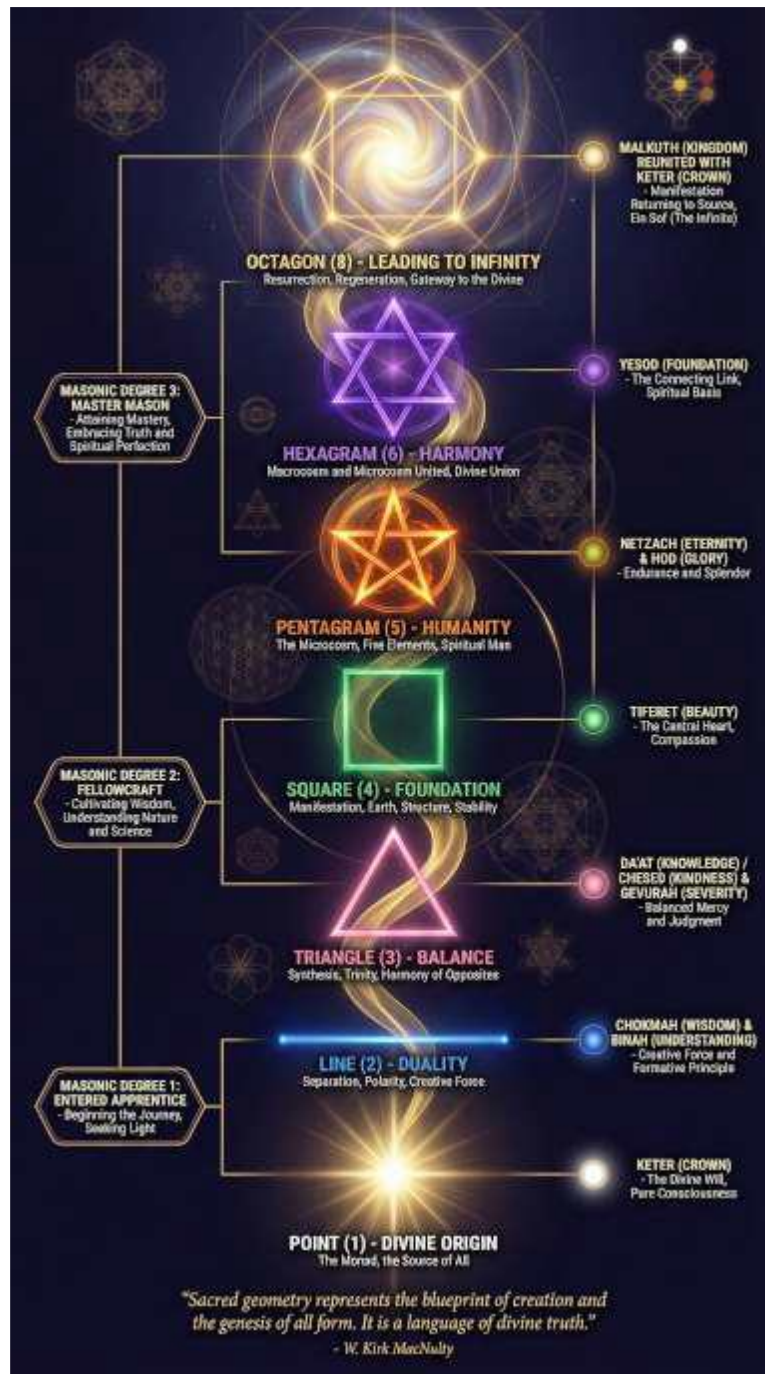 MALKUTH (KINGDOM)
REUNITED WITH
KETER (CROWN)
- Manifestation
Returning to Source,
Ein Sof (The Infinite)
OCTAGON (8) - LEADING TO INFINITY
Resurrection, Regeneration, Gateway to the Divine
MASONIC DEGREE 3:
MASTER MASON
- Attaining Mastery,
Embracing Truth and
Spiritual Perfection
YESOD (FOUNDATION)
- The Connecting Link,
Spiritual Basis
HEXAGRAM (6) - HARMONY
Macrocosm and Microcosm United, Divine Union
NETZACH (ETERNITY)
& HOD (GLORY)
- Endurance and Splendor
PENTAGRAM (5) - HUMANITY
The Microcosm, Five Elements, Spiritual Man
TIFERET (BEAUTY)
- The Central Heart,
Compassion
MASONIC DEGREE 2:
FELLOWCRAFT
- Cultivating Wisdom,
Understanding Nature
and Science
SQUARE (4) - FOUNDATION
Manifestation, Earth, Structure, Stability
DA'AT (KNOWLEDGE) /
CHESED (KINDNESS) &
GEVURAH (SEVERITY)
- Balanced Mercy
and Judgment
TRIANGLE (3) - BALANCE
Synthesis, Trinity, Harmony of Opposites
CHOKMAH (WISDOM) &
BINAH (UNDERSTANDING)
- Creative Force and
Formative Principle
LINE (2) - DUALITY
Separation, Polarity, Creative Force
MASONIC DEGREE 1:
ENTERED APPRENTICE
- Beginning the Journey,
Seeking Light
KETER (CROWN)
- The Divine Will,
Pure Consciousness
POINT (1) - DIVINE ORIGIN
The Monad, the Source of All
"Sacred geometry represents the blueprint of creation and
the genesis of all form. It is a language of divine truth."
- W. Kirk MacNulty